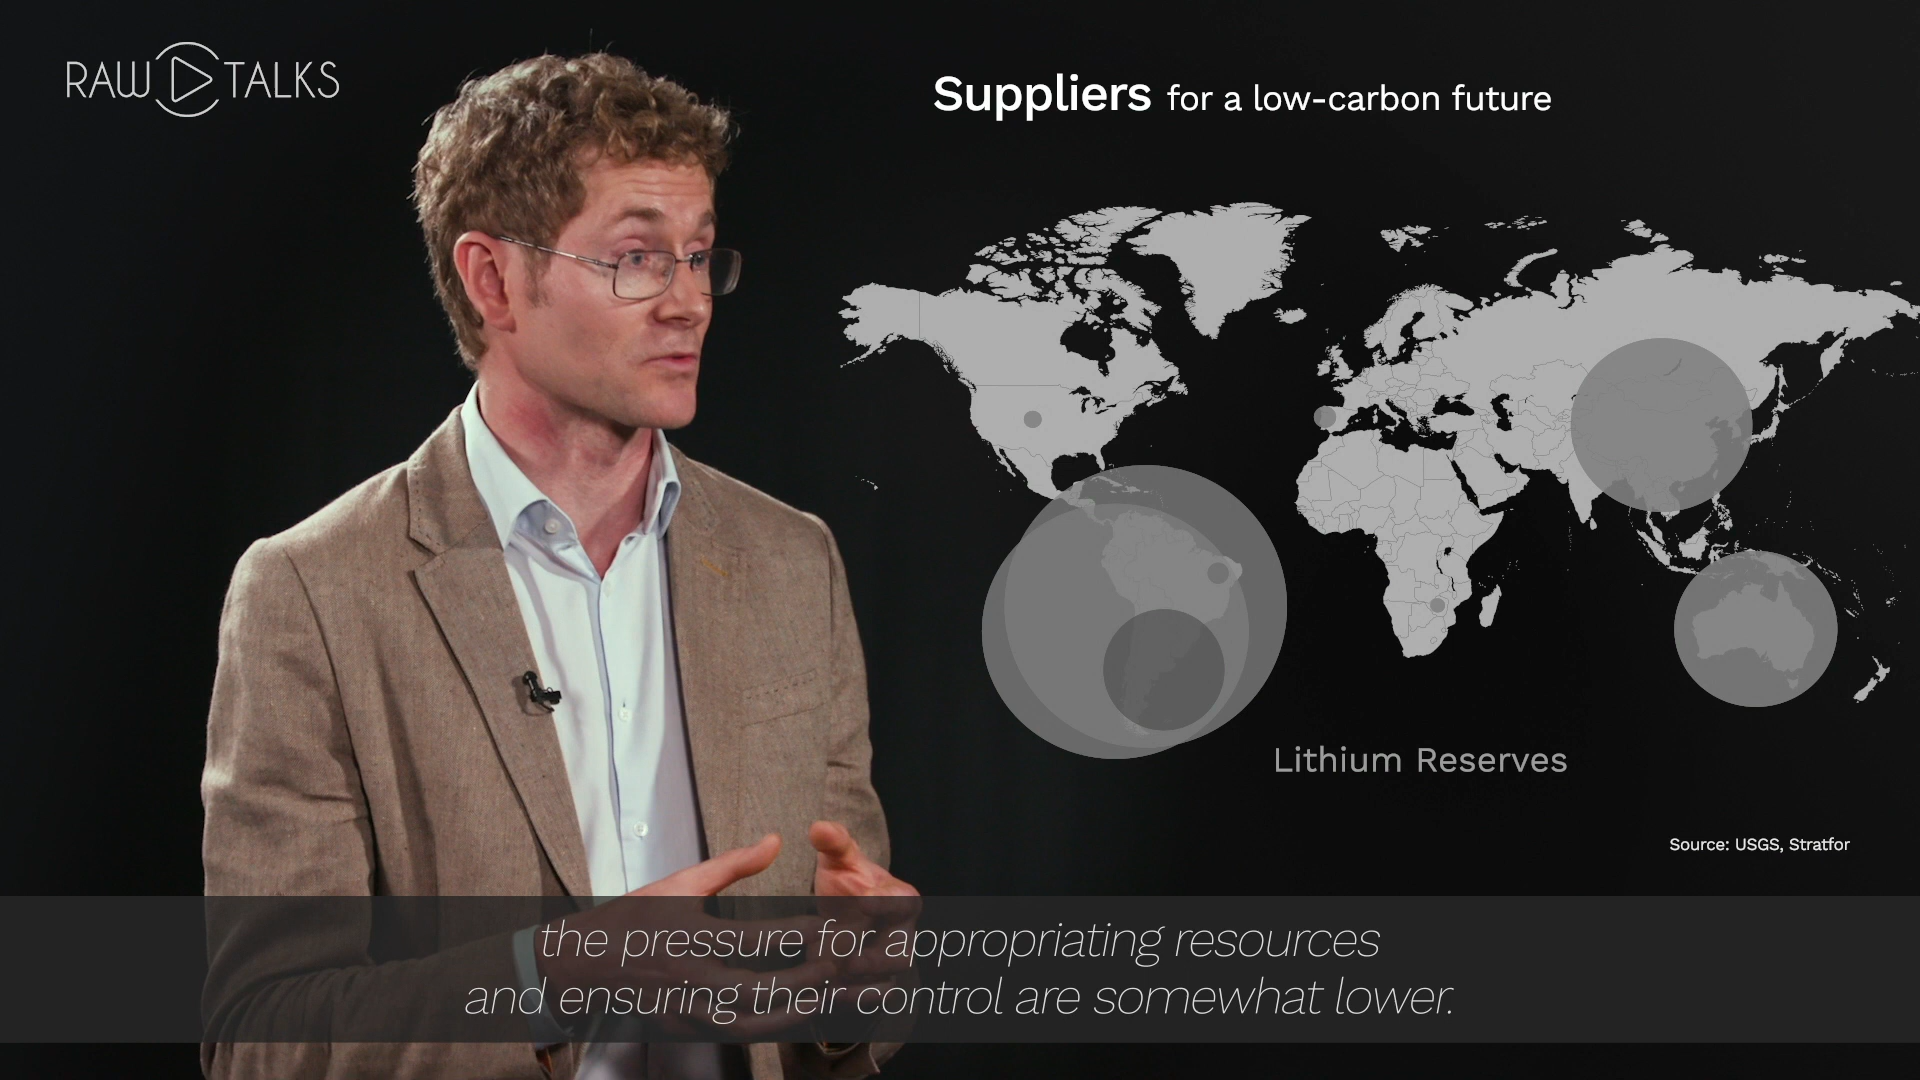 RAW TALKS
Suppliers for a low-carbon future
Lithium Reserves
Source: USGS, Stratfor
the pressure for appropriating resources
and ensuring their control are somewhat lower.